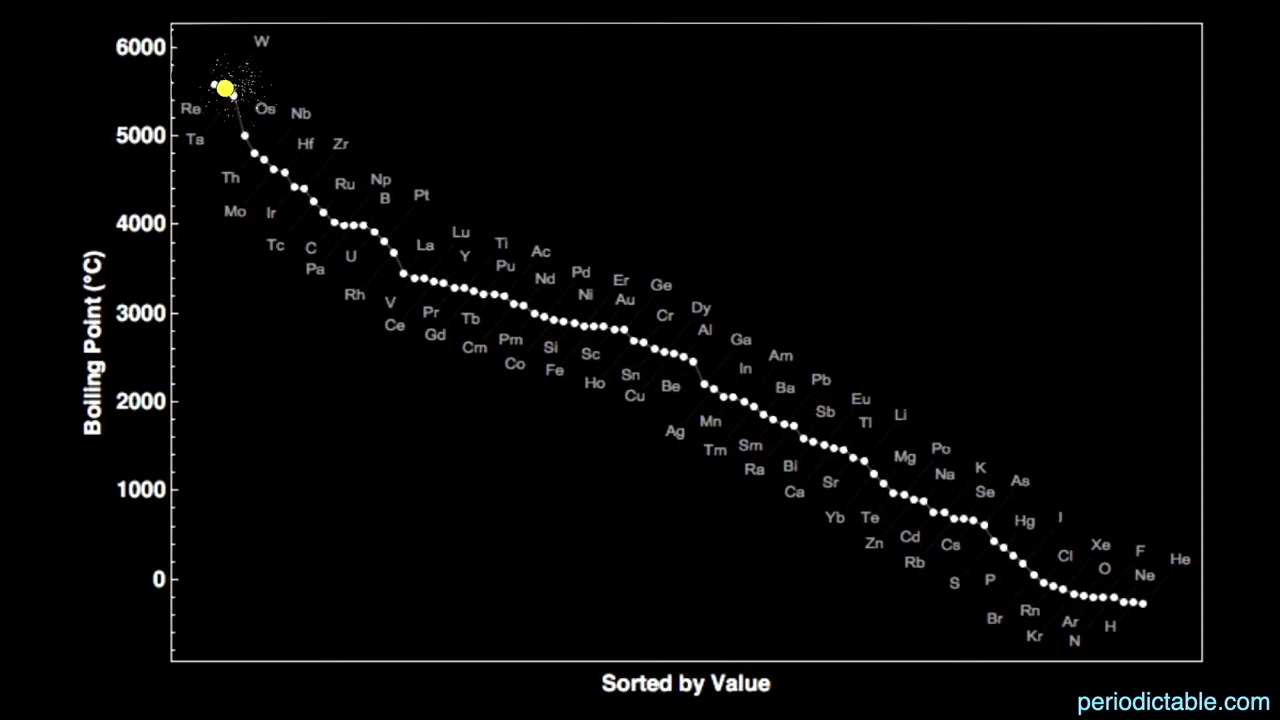 6000
W
Re
Os
Nb
5000
Ta
Hf
Zr
Th
Ru
Np
B
Pt
Mo
Ir
4000
Tc
C
U
La
Lu
Y
Ti
Ac
Pa
Pu
Nd
Pd
Er
Ge
Rh
V
Ni
Au
3000
Ce
Pr
Gd
Tb
Cr
Dy
Al
Cm
Pm
Co
Si
Fe
Sc
Ho
Ga
Sn
Cu
Be
In
Am
2000
Ba
Pb
Sb
Eu
Tl
Li
Ag
Mn
Tm
Sm
Ra
Bi
Ca
Mg
Po
Na
K
Se
As
1000
Sr
Yb
Te
Zn
Cd
Rb
Cs
Hg
I
S
P
Cl
Xe
O
F
Ne
He
0
Br
Rn
Kr
Ar
N
H
Boiling Point (°C)
Sorted by Value
periodictable.com